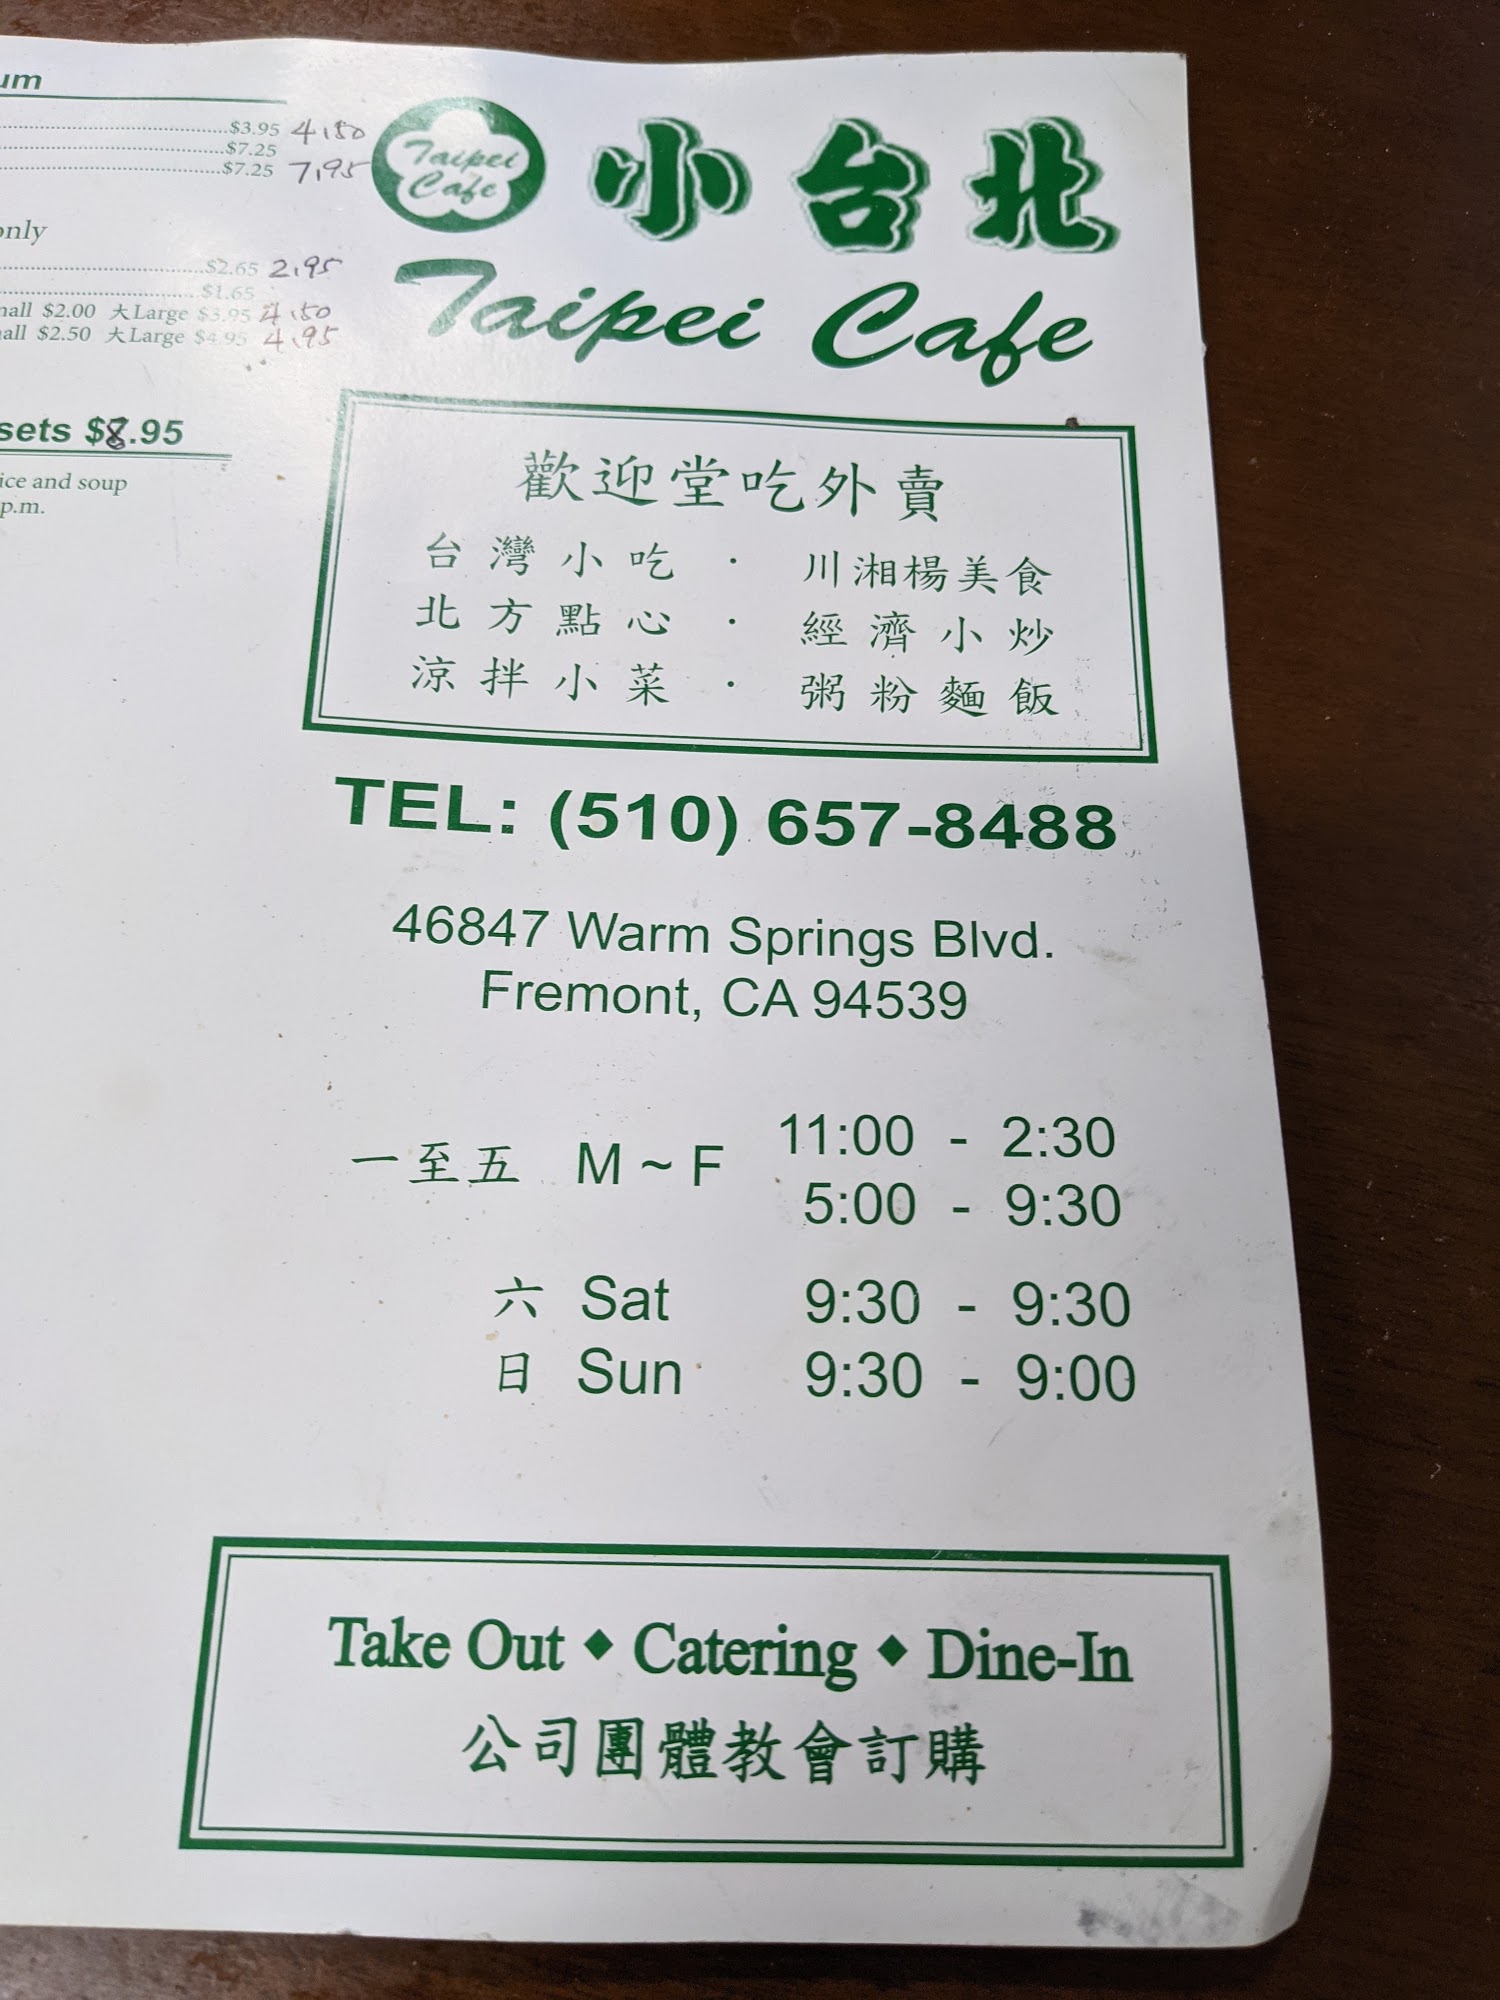 um
$3.95 4.50
$7.25
$7.25 7.95
only
$2.65 2.95
$1.65
mall $2.00 大Large $3.95 4.50
all $2.50 大Large $4.95 4.95
sets $8.95
ice and soup
p.m.
Taipei
Cafe
小台北
Taipei Cafe
歡迎堂吃外賣
台灣小吃 · 川湘楊美食
北方點心 · 經濟小炒
涼拌小菜 · 粥粉麵飯
TEL: (510) 657-8488
46847 Warm Springs Blvd.
Fremont, CA 94539
一至五 M ~ F 11:00 - 2:30
5:00 - 9:30
六 Sat 9:30 - 9:30
日 Sun 9:30 - 9:00
Take Out ◆ Catering ◆ Dine-In
公司團體教會訂購